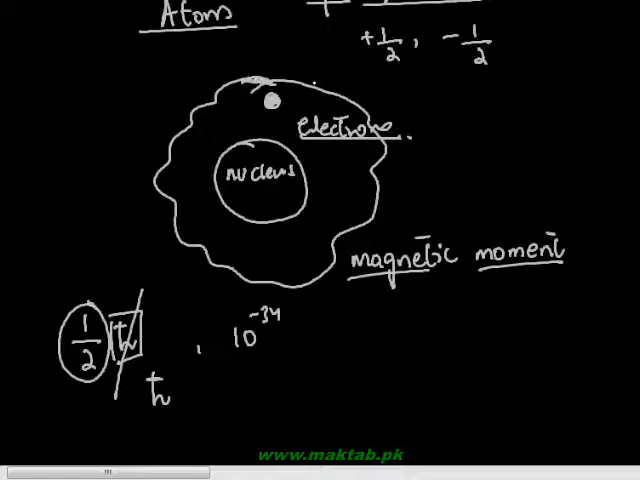 Atoms
+1/2, -1/2
electrons
nucleus
magnetic moment
1/2 ħ, 10^-34
ħ
www.maktab.pk